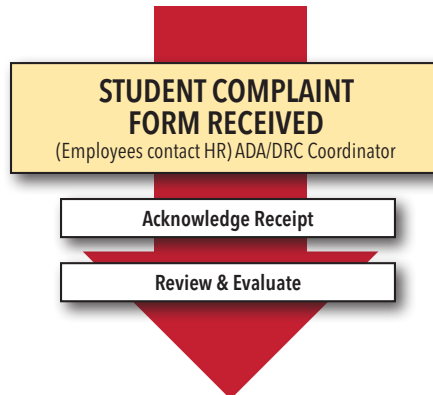 STUDENT COMPLAINT
FORM RECEIVED
(Employees contact HR) ADA/DRC Coordinator
Acknowledge Receipt
Review & Evaluate